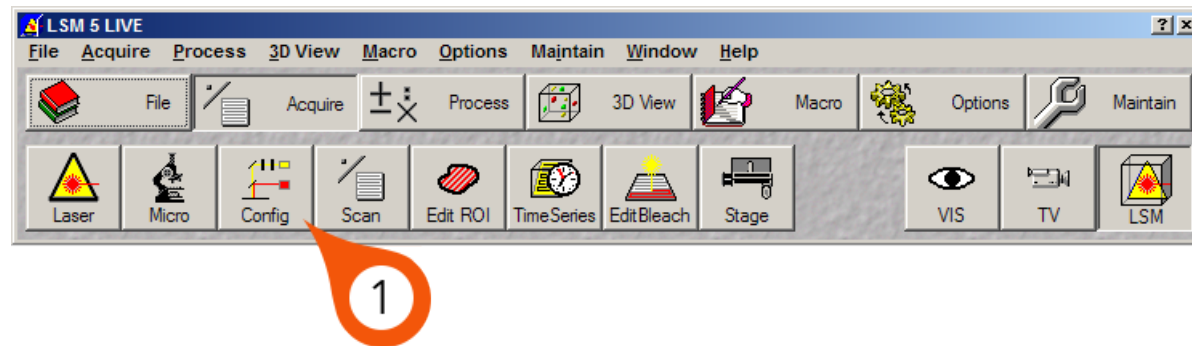 LSM 5 LIVE
File Acquire Process 3D View Macro Options Maintain Window Help
File Acquire Process 3D View Macro Options Maintain
Laser Micro Config Scan Edit ROI TimeSeries EditBleach Stage VIS TV LSM
1